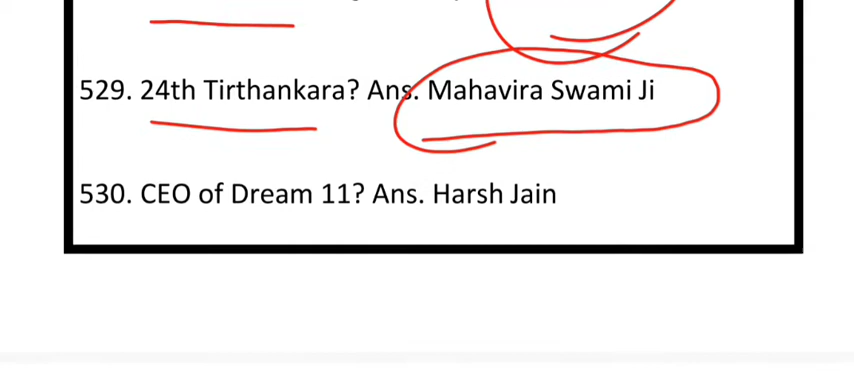 529. 24th Tirthankara? Ans. Mahavira Swami Ji
530. CEO of Dream 11? Ans. Harsh Jain